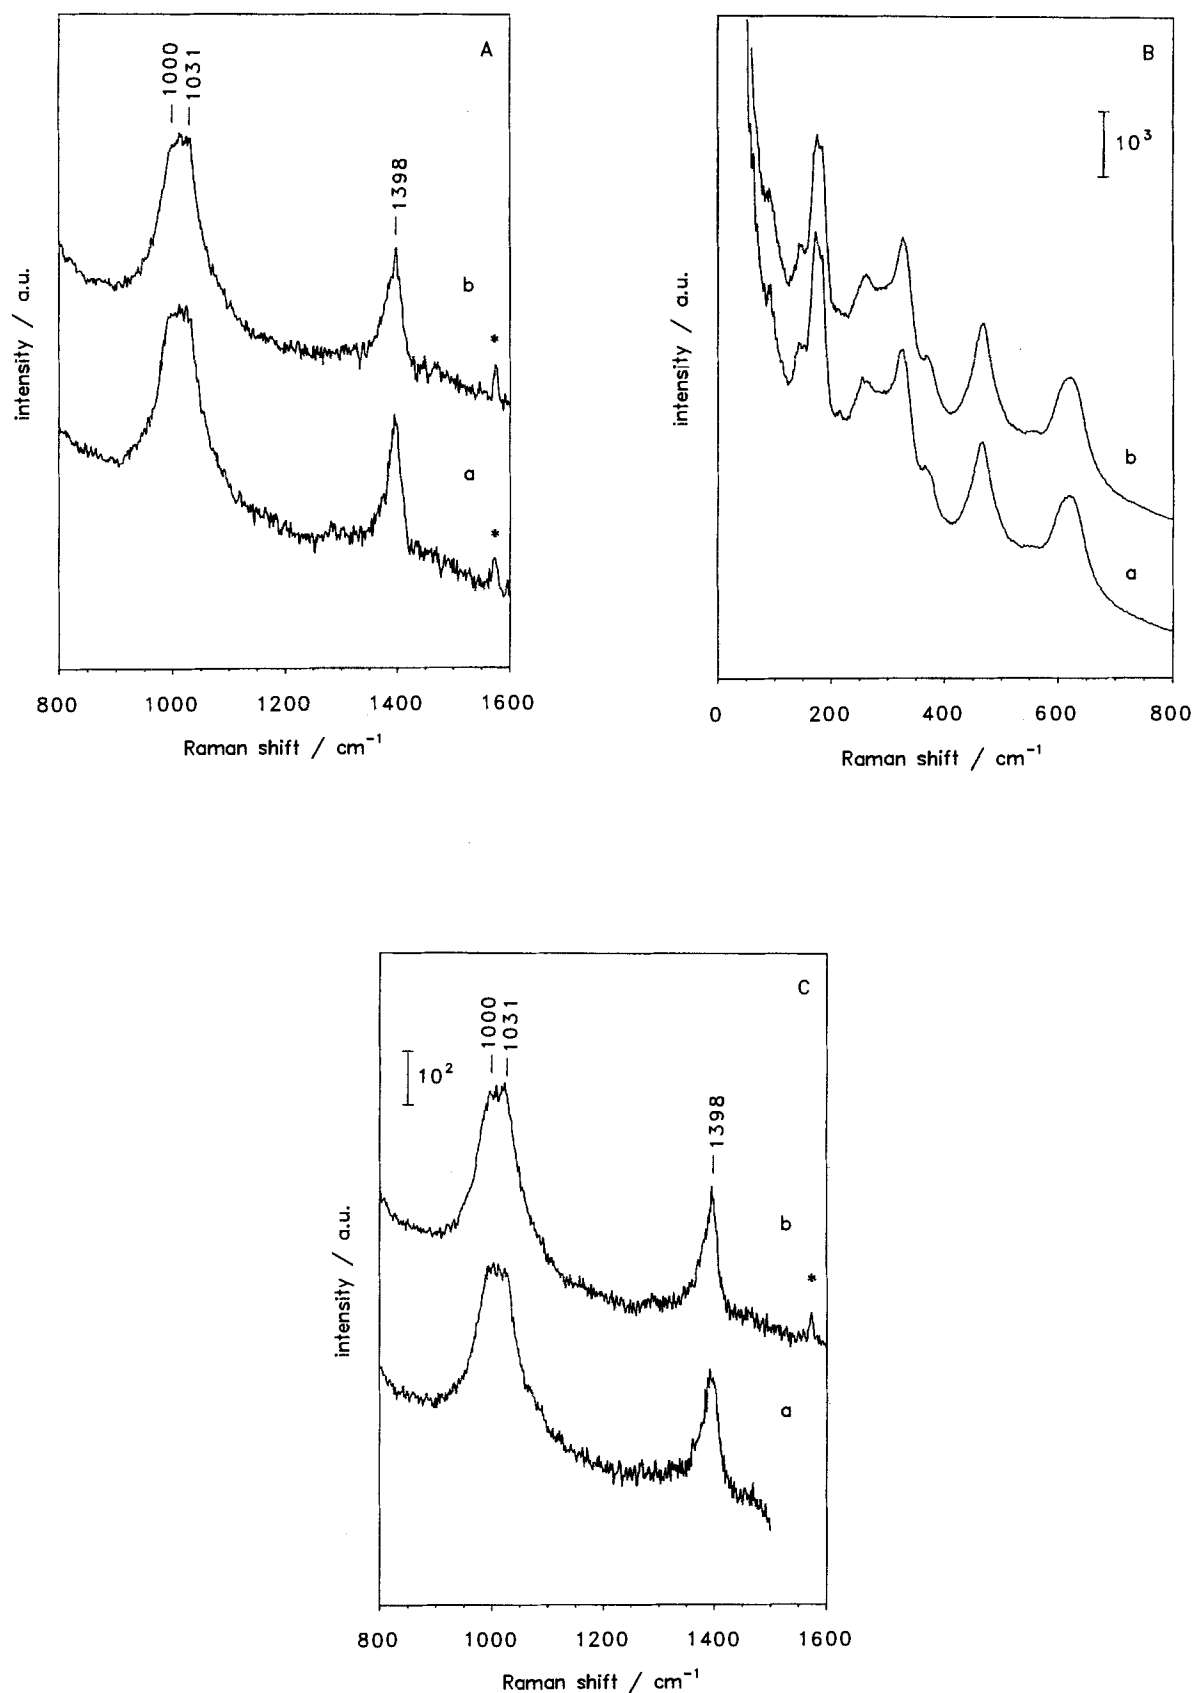 A
1000
1031
1398
b
*
a
*
intensity / a.u.
800 1000 1200 1400 1600
Raman shift / cm⁻¹
B
10³
b
a
intensity / a.u.
0 200 400 600 800
Raman shift / cm⁻¹
C
1000
1031
10²
1398
b
*
a
intensity / a.u.
800 1000 1200 1400 1600
Raman shift / cm⁻¹